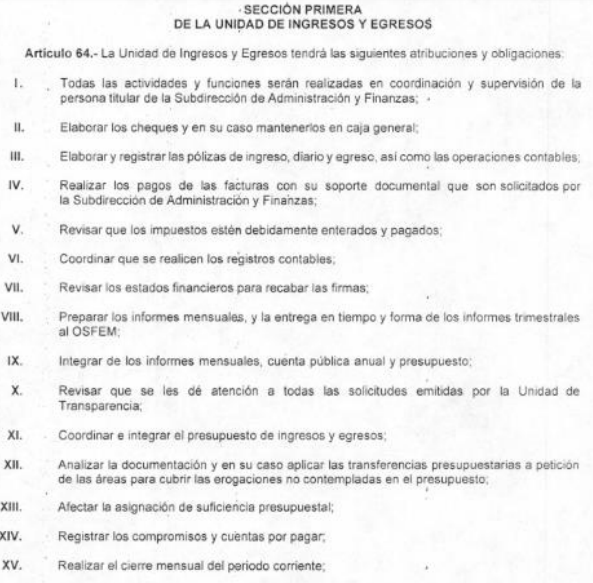 SECCIÓN PRIMERA
DE LA UNIDAD DE INGRESOS Y EGRESOS
Artículo 64.- La Unidad de Ingresos y Egresos tendrá las siguientes atribuciones y obligaciones:
I. Todas las actividades y funciones serán realizadas en coordinación y supervisión de la
persona titular de la Subdirección de Administración y Finanzas;
II. Elaborar los cheques y en su caso mantenerlos en caja general;
III. Elaborar y registrar las pólizas de ingreso, diario y egreso, así como las operaciones contables;
IV. Realizar los pagos de las facturas con su soporte documental que son solicitados por
la Subdirección de Administración y Finanzas;
V. Revisar que los impuestos estén debidamente enterados y pagados;
VI. Coordinar que se realicen los registros contables;
VII. Revisar los estados financieros para recabar las firmas;
VIII. Preparar los informes mensuales, y la entrega en tiempo y forma de los informes trimestrales
al OSFEM;
IX. Integrar de los informes mensuales, cuenta pública anual y presupuesto;
X. Revisar que se les dé atención a todas las solicitudes emitidas por la Unidad de
Transparencia;
XI. Coordinar e integrar el presupuesto de ingresos y egresos;
XII. Analizar la documentación y en su caso aplicar las transferencias presupuestarias a petición
de las áreas para cubrir las erogaciones no contempladas en el presupuesto;
XIII. Afectar la asignación de suficiencia presupuestal;
XIV. Registrar los compromisos y cuentas por pagar;
XV. Realizar el cierre mensual del periodo corriente;